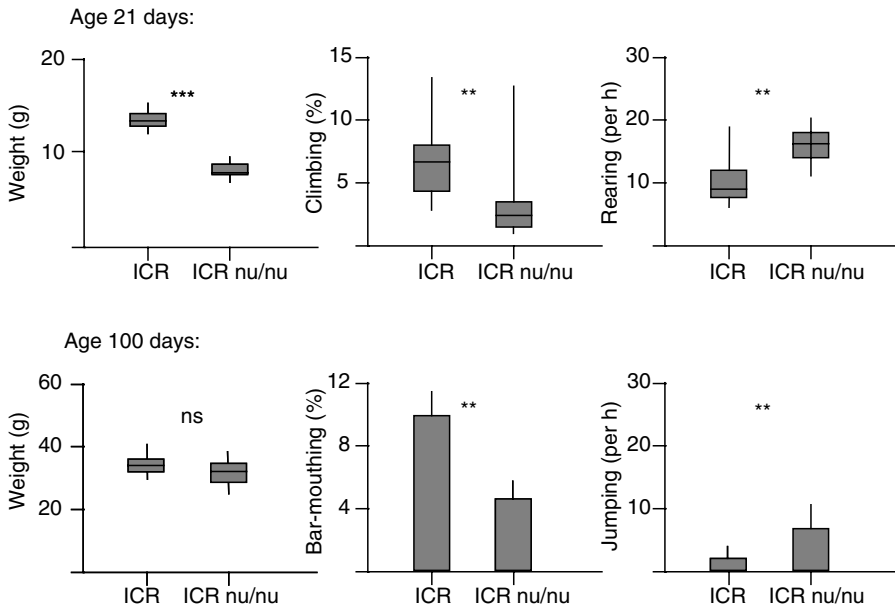 Age 21 days:
Weight (g)
20
10
***
ICR
ICR nu/nu
Climbing (%)
15
10
5
**
ICR
ICR nu/nu
Rearing (per h)
30
20
10
**
ICR
ICR nu/nu
Age 100 days:
Weight (g)
60
40
20
ns
ICR
ICR nu/nu
Bar-mouthing (%)
12
8
4
**
ICR
ICR nu/nu
Jumping (per h)
30
20
10
**
ICR
ICR nu/nu